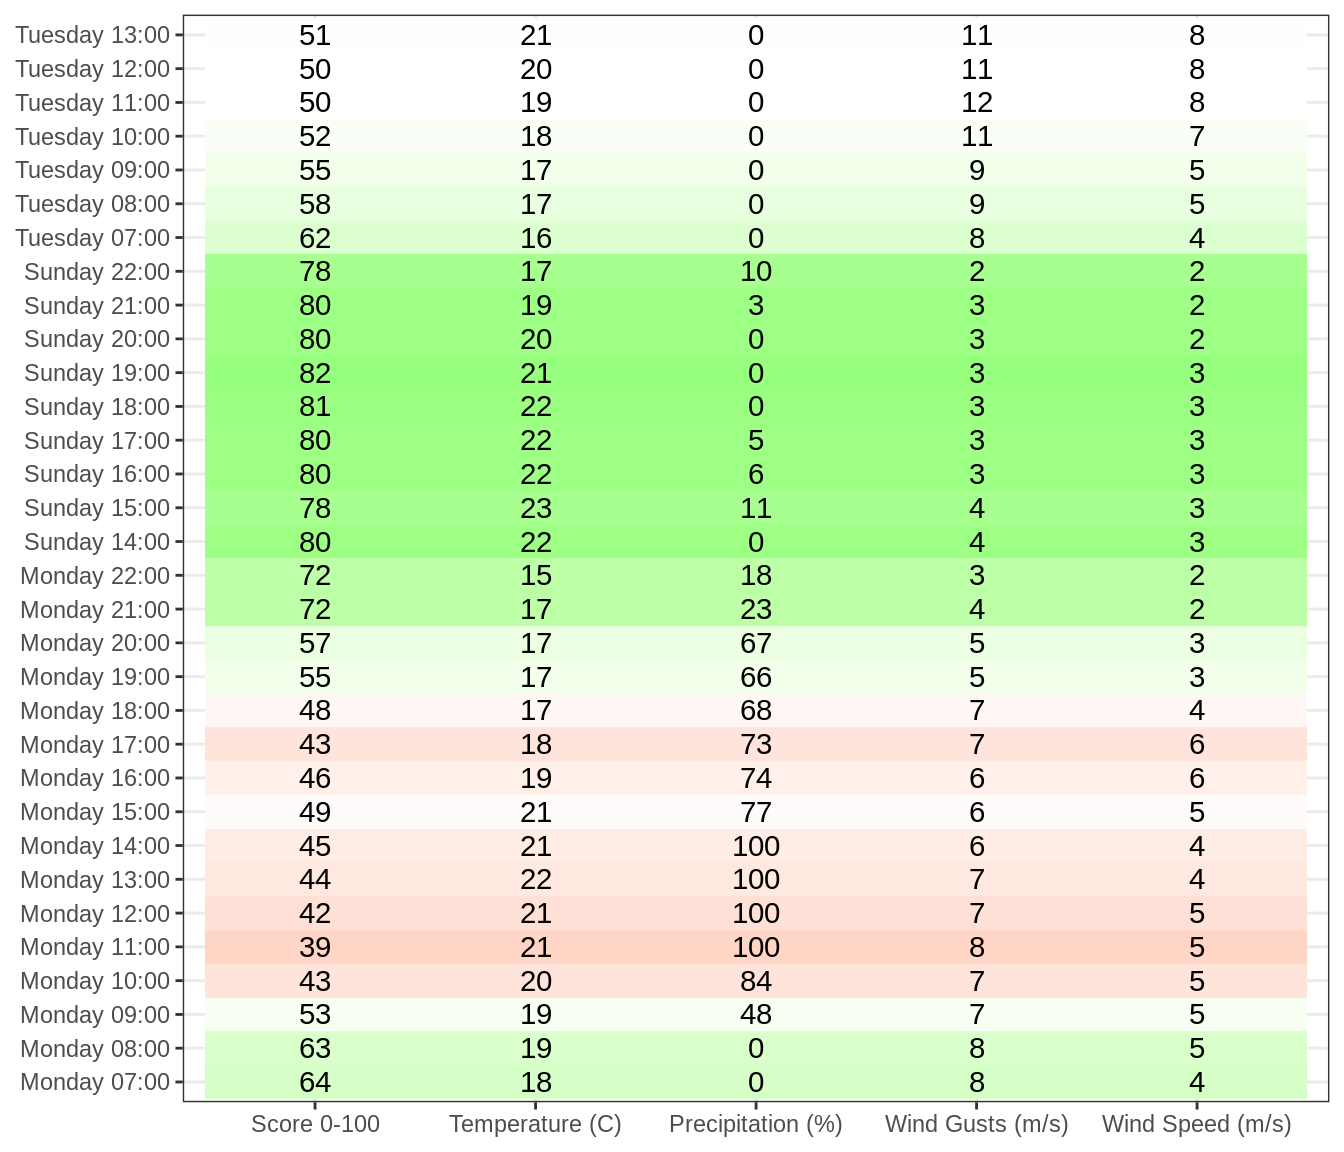 Tuesday 13:00 51 21 0 11 8
Tuesday 12:00 50 20 0 11 8
Tuesday 11:00 50 19 0 12 8
Tuesday 10:00 52 18 0 11 7
Tuesday 09:00 55 17 0 9 5
Tuesday 08:00 58 17 0 9 5
Tuesday 07:00 62 16 0 8 4
Sunday 22:00 78 17 10 2 2
Sunday 21:00 80 19 3 3 2
Sunday 20:00 80 20 0 3 2
Sunday 19:00 82 21 0 3 3
Sunday 18:00 81 22 0 3 3
Sunday 17:00 80 22 5 3 3
Sunday 16:00 80 22 6 3 3
Sunday 15:00 78 23 11 4 3
Sunday 14:00 80 22 0 4 3
Monday 22:00 72 15 18 3 2
Monday 21:00 72 17 23 4 2
Monday 20:00 57 17 67 5 3
Monday 19:00 55 17 66 5 3
Monday 18:00 48 17 68 7 4
Monday 17:00 43 18 73 7 6
Monday 16:00 46 19 74 6 6
Monday 15:00 49 21 77 6 5
Monday 14:00 45 21 100 6 4
Monday 13:00 44 22 100 7 4
Monday 12:00 42 21 100 7 5
Monday 11:00 39 21 100 8 5
Monday 10:00 43 20 84 7 5
Monday 09:00 53 19 48 7 5
Monday 08:00 63 19 0 8 5
Monday 07:00 64 18 0 8 4
Score 0-100 Temperature (C) Precipitation (%) Wind Gusts (m/s) Wind Speed (m/s)